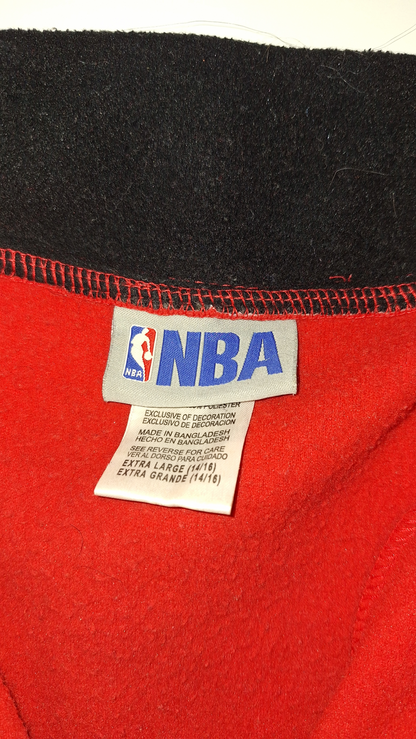 NBA
NBA
POLYESTER
EXCLUSIVE OF DECORATION
EXCLUSIVO DE DECORACION
MADE IN BANGLADESH
HECHO EN BANGLADESH
SEE REVERSE FOR CARE
VER AL DORSO PARA CUIDADO
EXTRA LARGE (14/16)
EXTRA GRANDE (14/16)